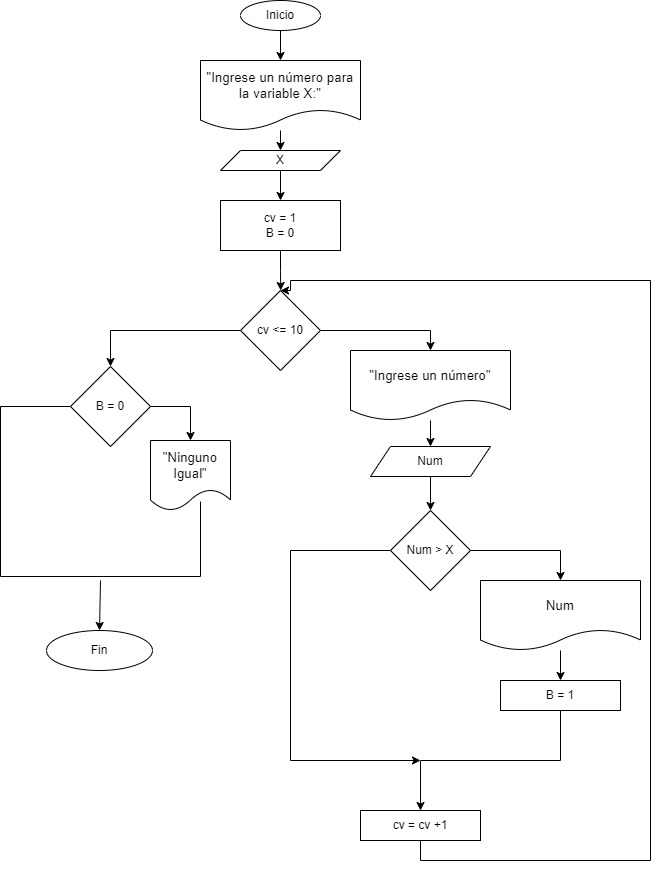 Inicio
"Ingrese un número para
la variable X:"
X
cv = 1
B = 0
cv <= 10
B = 0
"Ninguno
Igual"
Fin
"Ingrese un número"
Num
Num > X
Num
B = 1
cv = cv +1